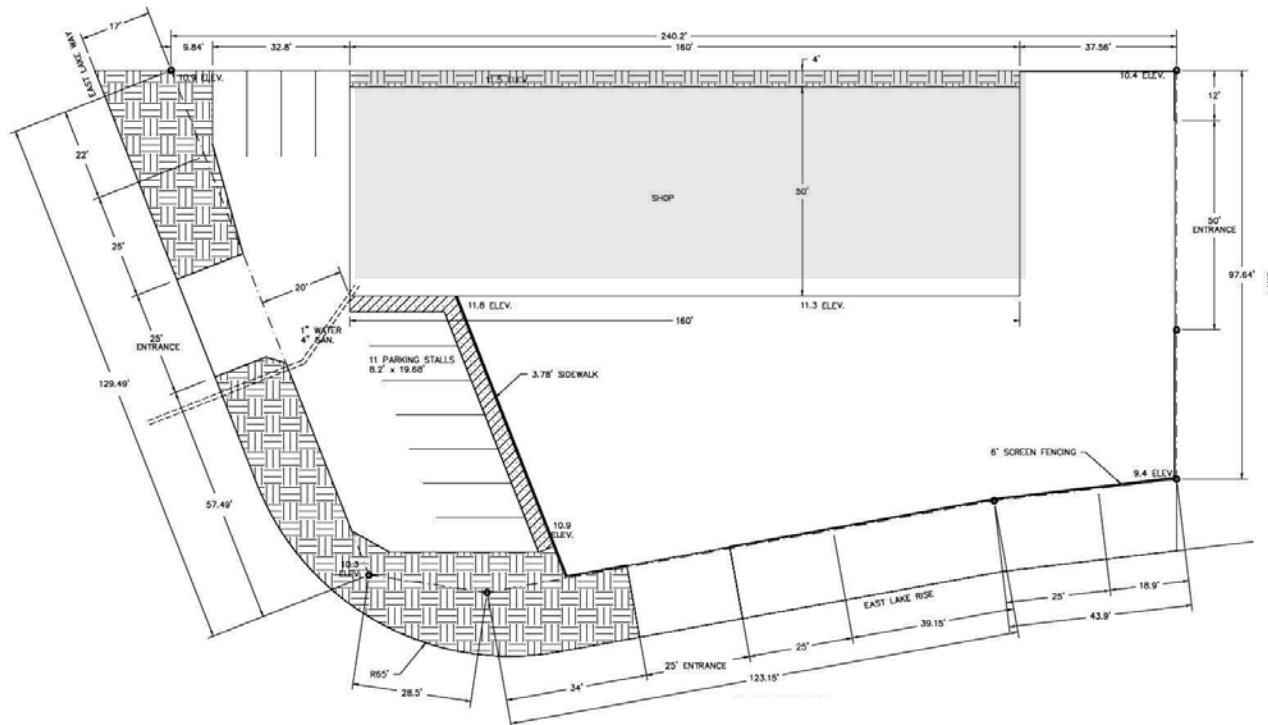 17'
240.2'
9.84'
32.8'
160'
37.56'
EAST LAKE WAY
10.9 ELEV.
11.5 ELEV.
4'
10.4 ELEV.
12'
22'
50'
SHOP
50'
ENTRANCE
97.64'
25'
20'
11.8 ELEV.
11.3 ELEV.
160'
1" WATER
4" SAN.
25'
ENTRANCE
129.49'
11 PARKING STALLS
8.2' x 19.68'
3.78' SIDEWALK
6' SCREEN FENCING
9.4 ELEV.
57.49'
10.9
ELEV.
10.3
ELEV.
EAST LAKE RISE
25'
18.9'
43.9'
39.15'
25'
25' ENTRANCE
123.15'
R65'
28.5'
34'